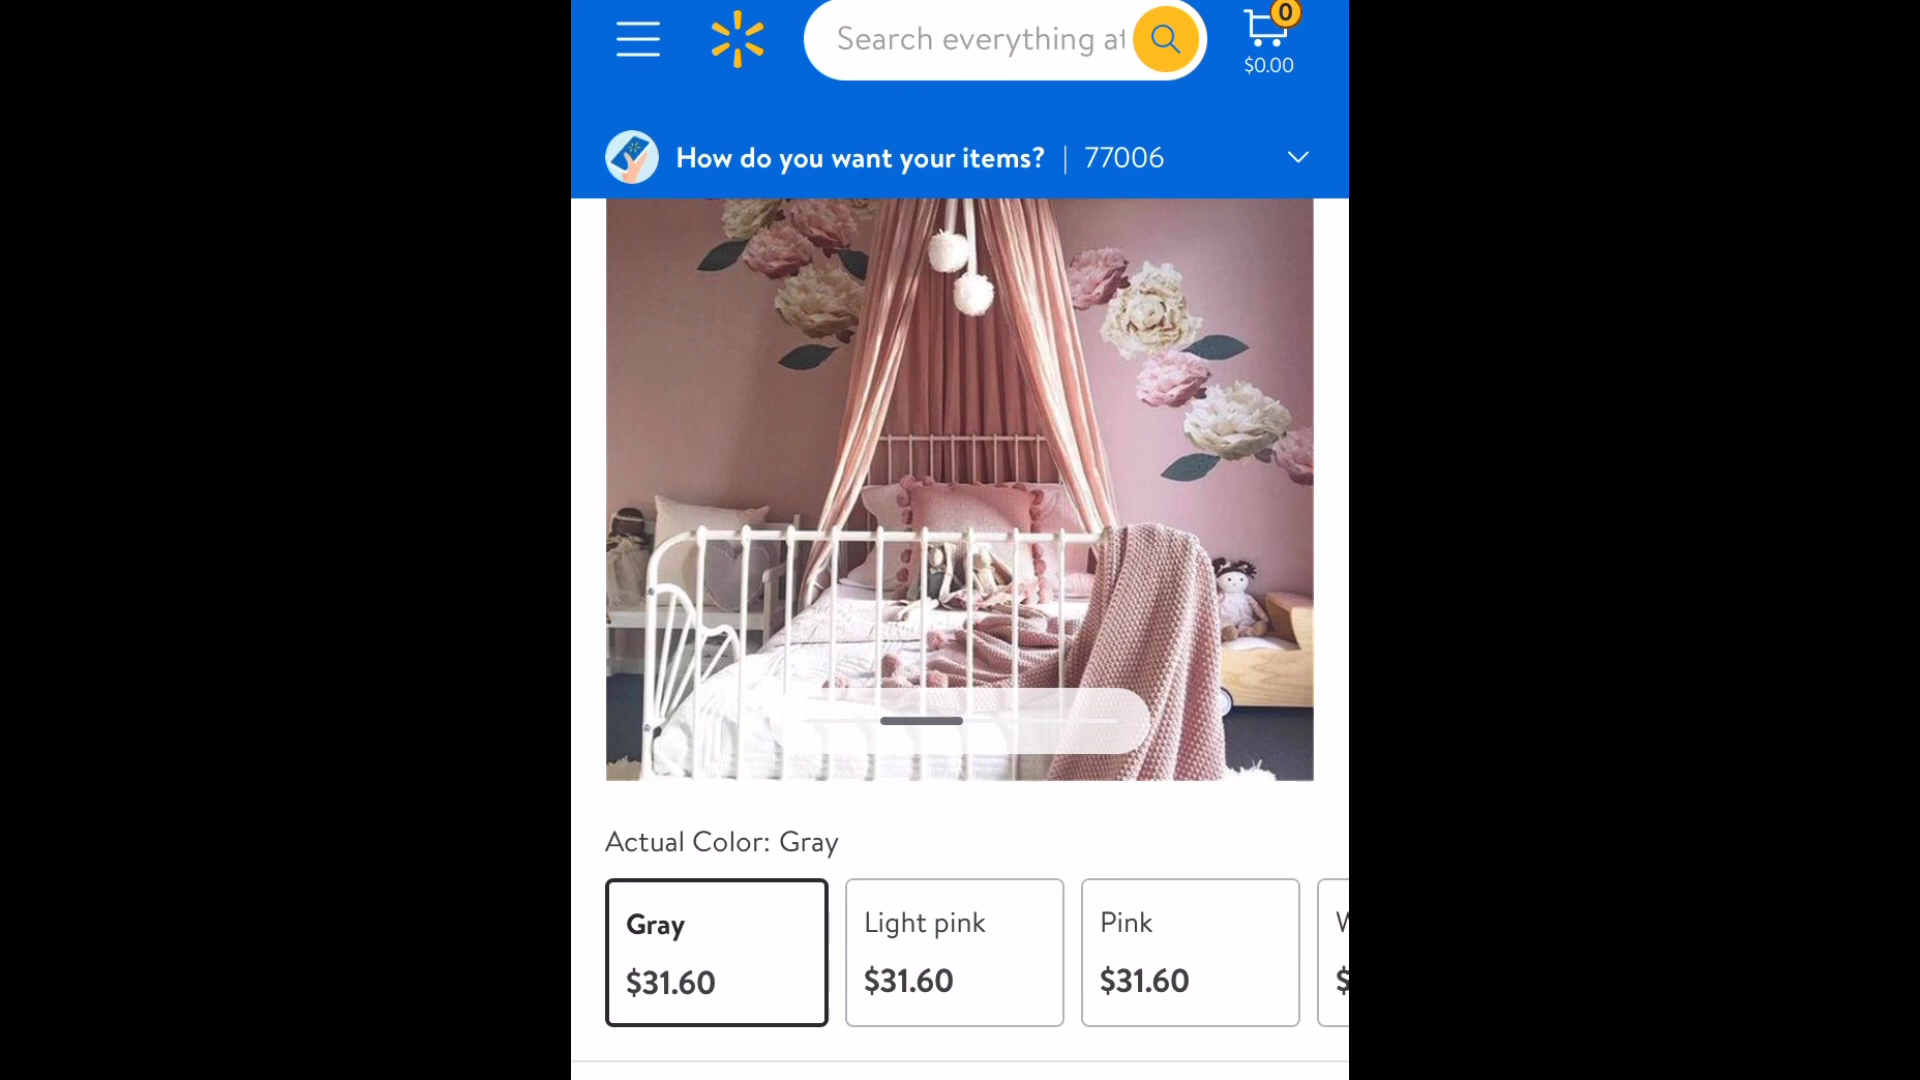 Search everything at
0
$0.00
How do you want your items? | 77006
Actual Color: Gray
Gray
Light pink
Pink
$31.60
$31.60
$31.60
$